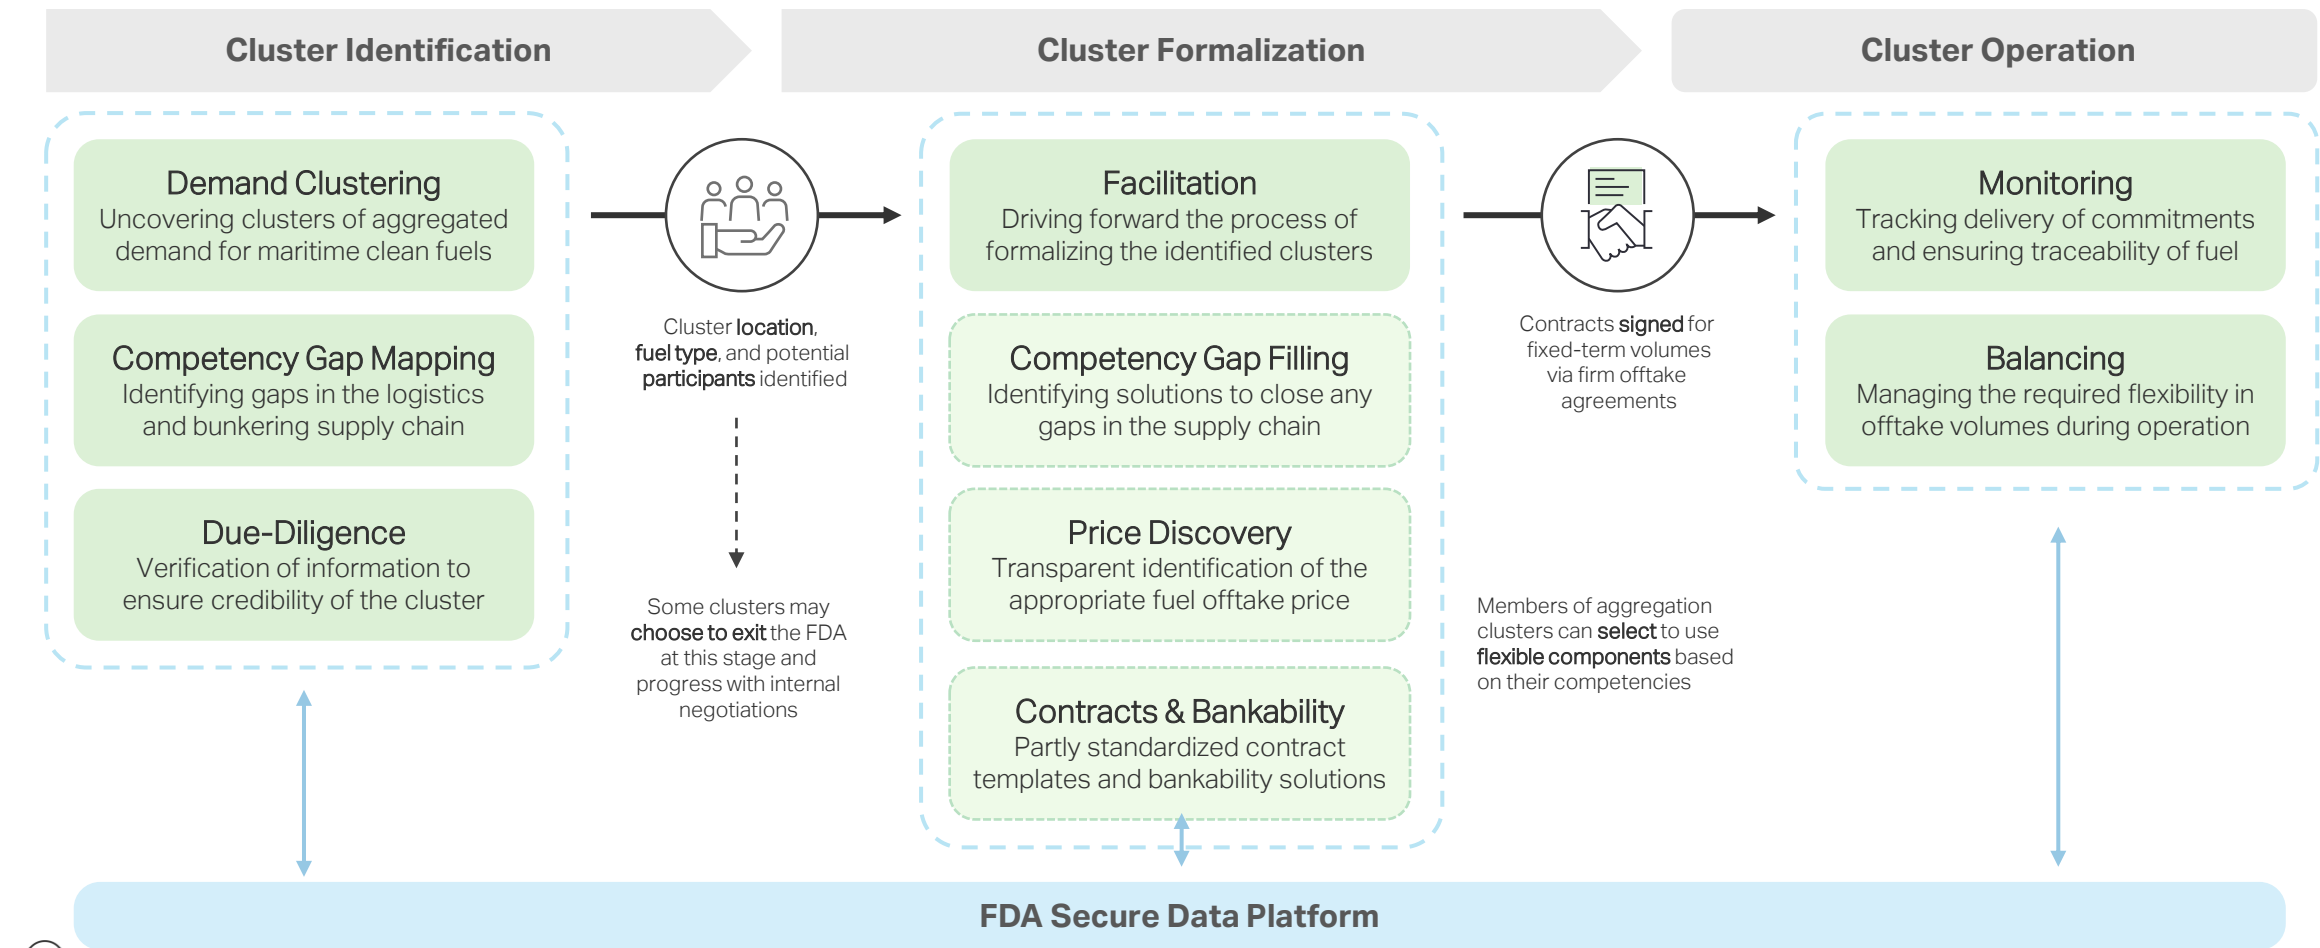 Cluster Identification
Cluster Formalization
Cluster Operation
Demand Clustering
Uncovering clusters of aggregated
demand for maritime clean fuels
Competency Gap Mapping
Identifying gaps in the logistics
and bunkering supply chain
Due-Diligence
Verification of information to
ensure credibility of the cluster
Cluster location,
fuel type, and potential
participants identified
Some clusters may
choose to exit the FDA
at this stage and
progress with internal
negotiations
Facilitation
Driving forward the process of
formalizing the identified clusters
Competency Gap Filling
Identifying solutions to close any
gaps in the supply chain
Price Discovery
Transparent identification of the
appropriate fuel offtake price
Contracts & Bankability
Partly standardized contract
templates and bankability solutions
Contracts signed for
fixed-term volumes
via firm offtake
agreements
Members of aggregation
clusters can select to use
flexible components based
on their competencies
Monitoring
Tracking delivery of commitments
and ensuring traceability of fuel
Balancing
Managing the required flexibility in
offtake volumes during operation
FDA Secure Data Platform